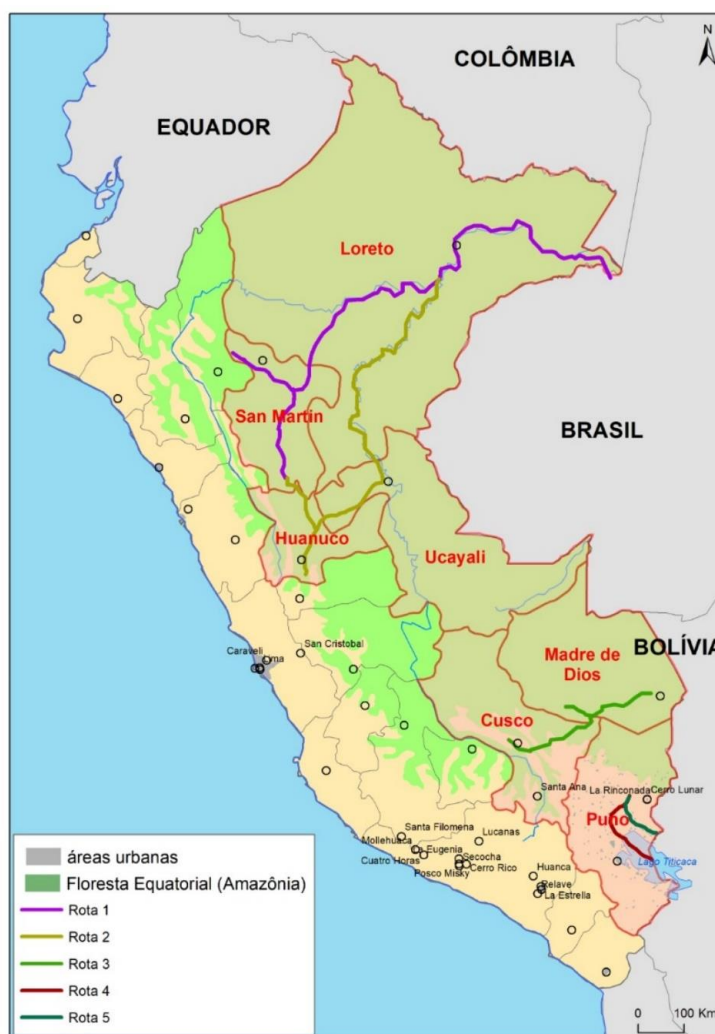 N
COLÔMBIA
EQUADOR
Loreto
San Martín
BRASIL
Huanuco
Ucayali
San Cristobal
Caraveli
Lima
Madre de
Dios
BOLÍVIA
Cusco
Santa Ana
La Rinconada
Cerro Lunar
Puno
Santa Filomena
Lucanas
Mollehuaca
Eugenia
Cuatro Horas
Secocha
Cerro Rico
Posco Misky
Lago Titicaca
Huanca
Relave
La Estrella
áreas urbanas
Floresta Equatorial (Amazônia)
Rota 1
Rota 2
Rota 3
Rota 4
Rota 5
0 100 Km